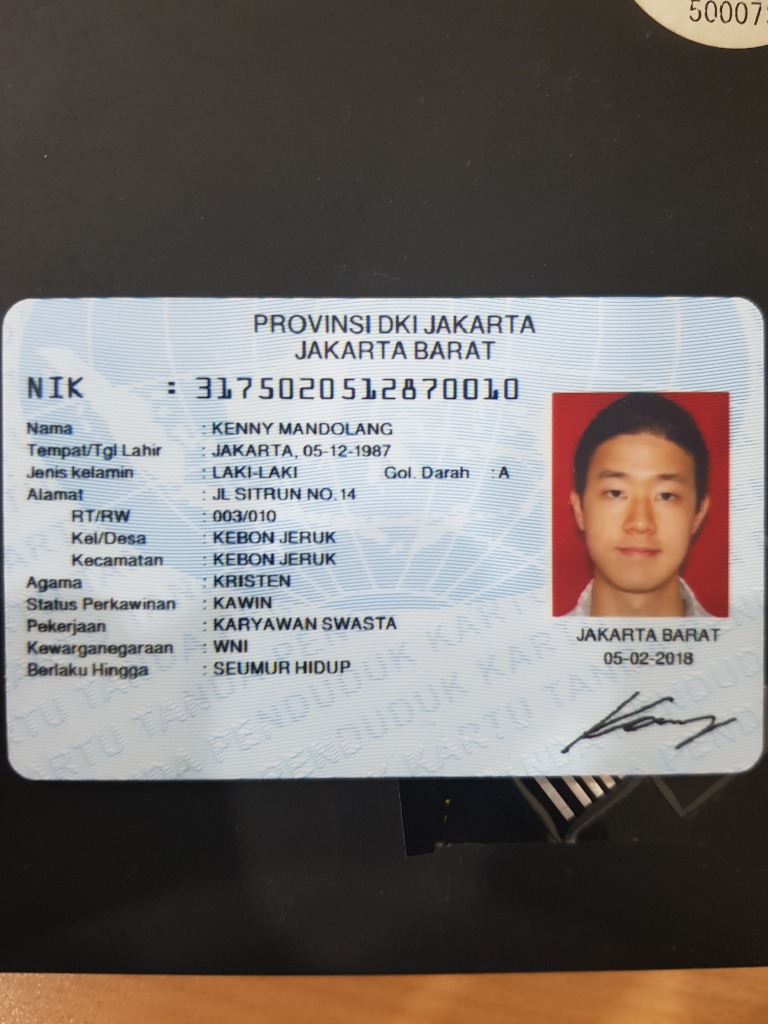 50007
PROVINSI DKI JAKARTA
JAKARTA BARAT
NIK : 3175020512870010
Nama : KENNY MANDOLANG
Tempat/Tgl Lahir : JAKARTA, 05-12-1987
Jenis kelamin : LAKI-LAKI Gol. Darah : A
Alamat : JL SITRUN NO. 14
RT/RW : 003/010
Kel/Desa : KEBON JERUK
Kecamatan : KEBON JERUK
Agama : KRISTEN
Status Perkawinan : KAWIN
Pekerjaan : KARYAWAN SWASTA
Kewarganegaraan : WNI
Berlaku Hingga : SEUMUR HIDUP
JAKARTA BARAT
05-02-2018
KARTU TANDA PENDUDUK KARTU TANDA PENDUDUK